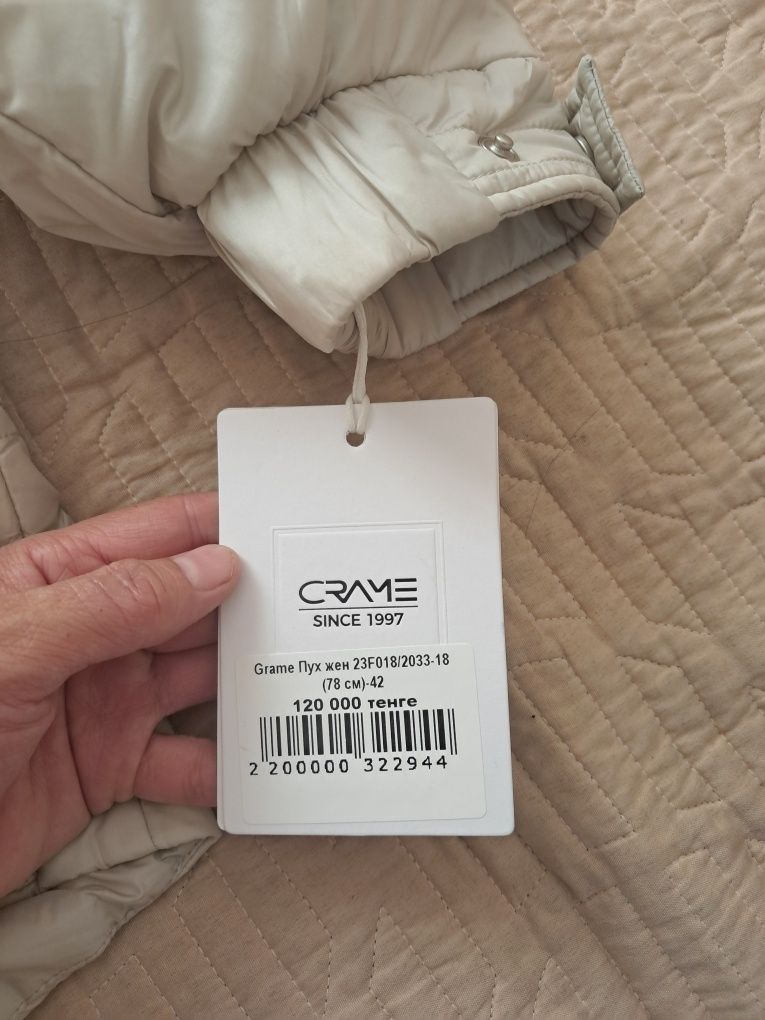 CRAME
SINCE 1997
Grame Пух жен 23F018/2033-18
(78 см)-42
120 000 тенге
2 200000 322944